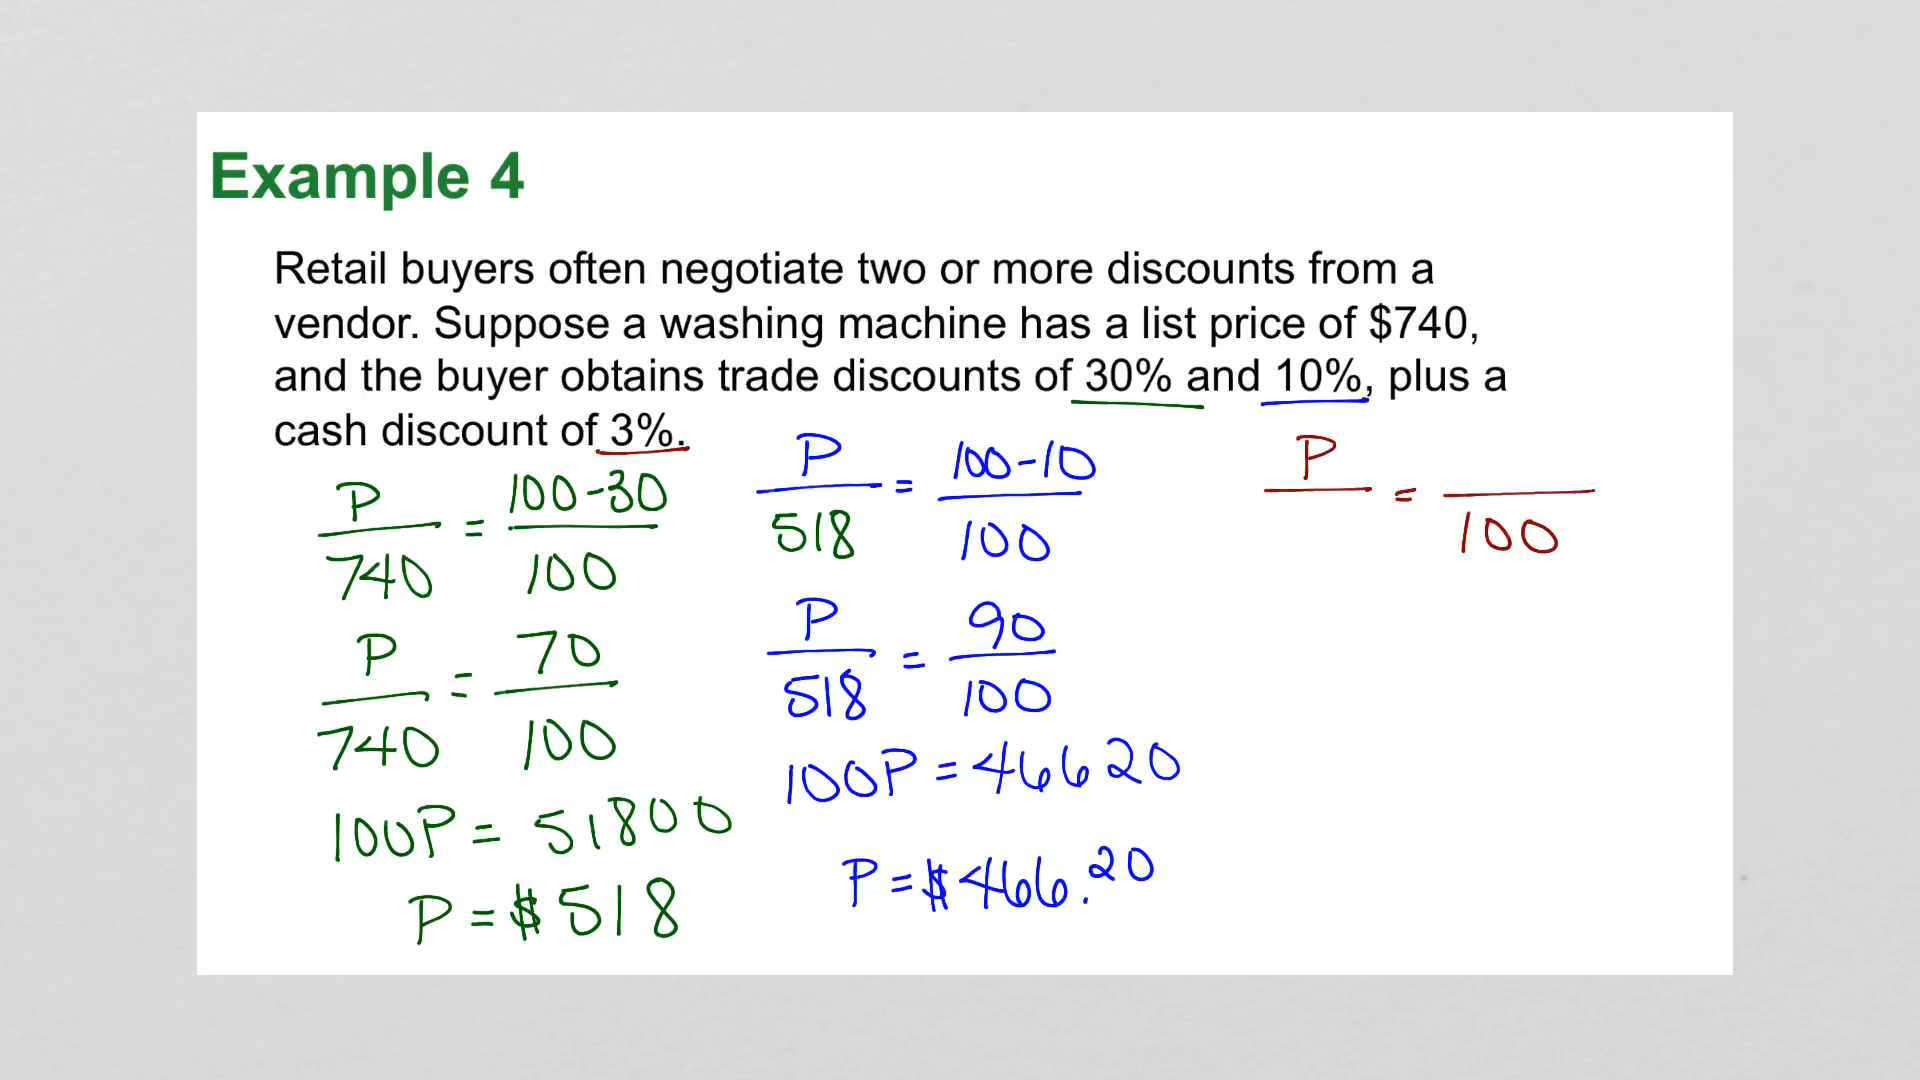 Example 4
Retail buyers often negotiate two or more discounts from a
vendor. Suppose a washing machine has a list price of $740,
and the buyer obtains trade discounts of 30% and 10%, plus a
cash discount of 3%.
P/740 = 100-30/100
P/740 = 70/100
100P = 51800
P = $518
P/518 = 100-10/100
P/518 = 90/100
100P = 46620
P = $466.20
P/ = /100